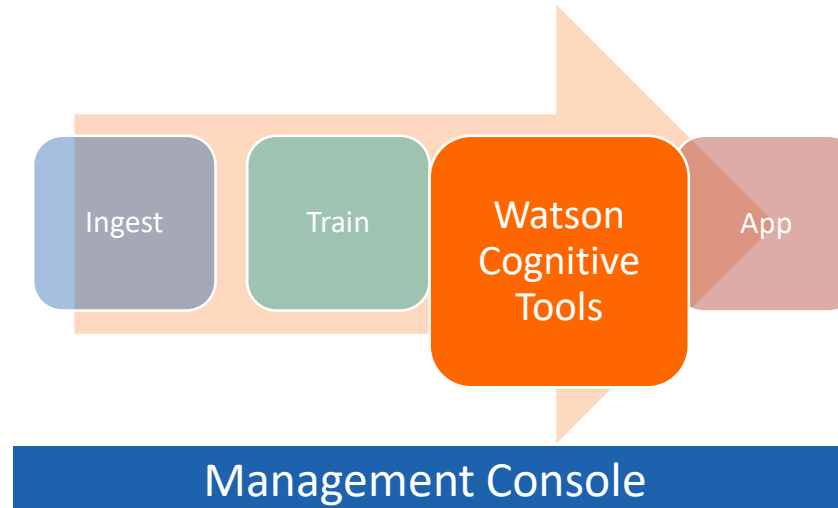 Ingest
Train
Watson
Cognitive
Tools
App
Management Console